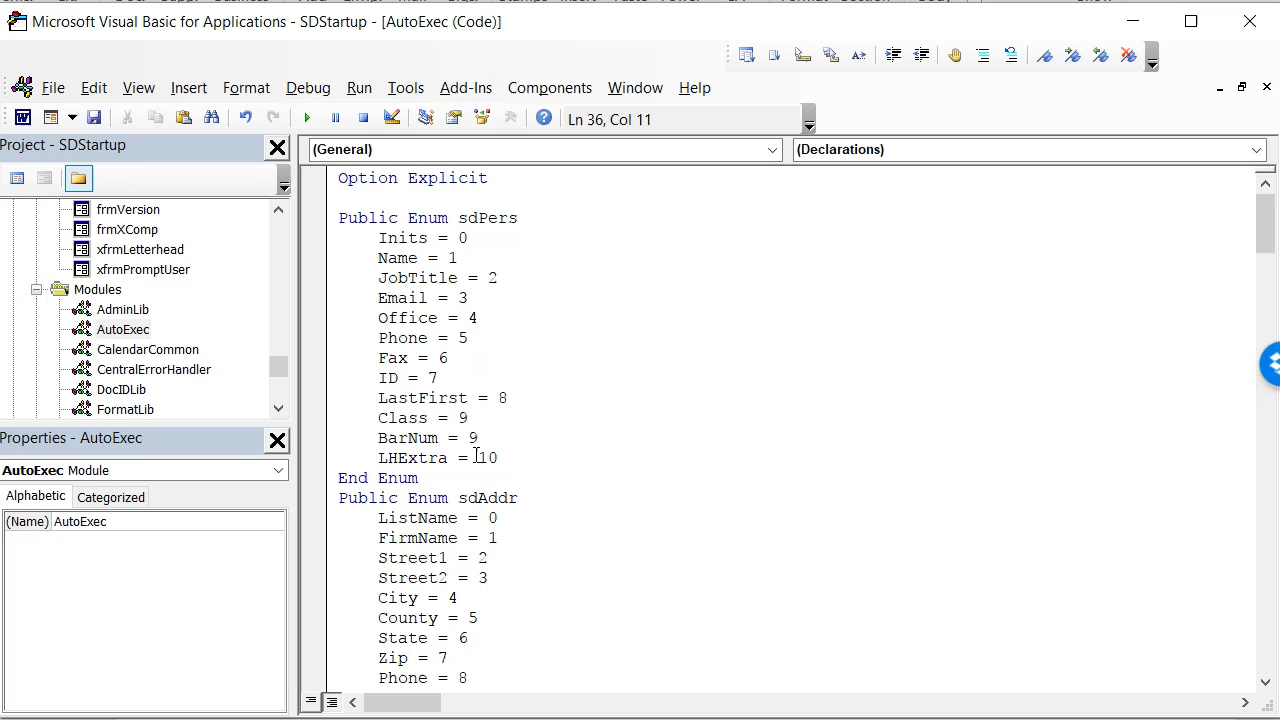 Microsoft Visual Basic for Applications - SDStartup - [AutoExec (Code)]
File Edit View Insert Format Debug Run Tools Add-Ins Components Window Help
Ln 36, Col 11
Project - SDStartup
(General)
(Declarations)
frmVersion
frmXComp
xfrmLetterhead
xfrmPromptUser
Modules
AdminLib
AutoExec
CalendarCommon
CentralErrorHandler
DocIDLib
FormatLib
Properties - AutoExec
AutoExec Module
Alphabetic Categorized
(Name) AutoExec
Option Explicit
Public Enum sdPers
Inits = 0
Name = 1
JobTitle = 2
Email = 3
Office = 4
Phone = 5
Fax = 6
ID = 7
LastFirst = 8
Class = 9
BarNum = 9
LHExtra = 10
End Enum
Public Enum sdAddr
ListName = 0
FirmName = 1
Street1 = 2
Street2 = 3
City = 4
County = 5
State = 6
Zip = 7
Phone = 8